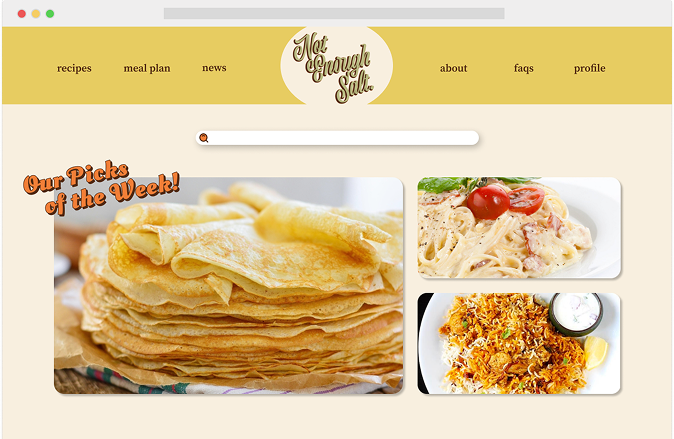 recipes
meal plan
news
Not
Enough
Salt.
about
faqs
profile
Our Picks
of the Week!